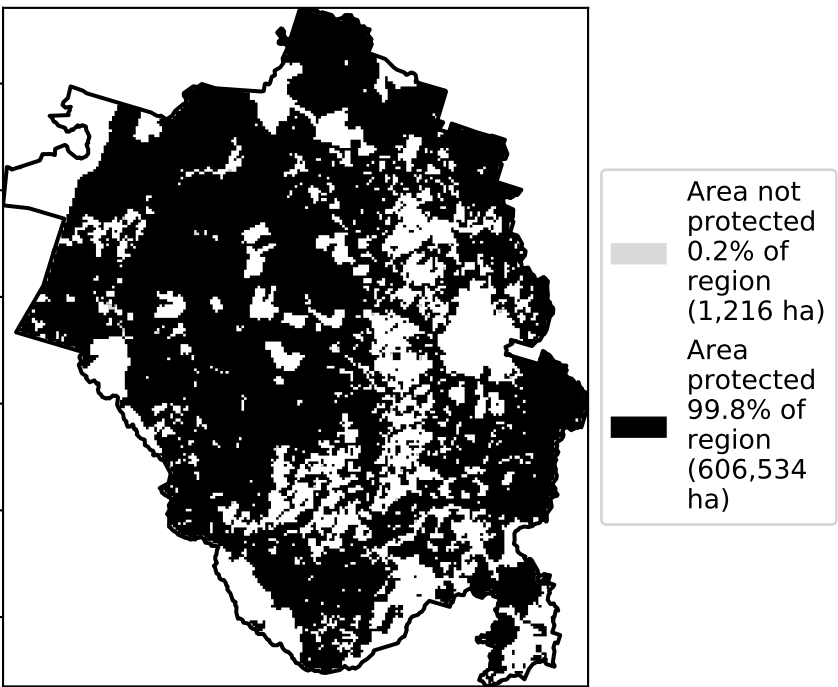 Area not
protected
0.2% of
region
(1,216 ha)
Area
protected
99.8% of
region
(606,534
ha)